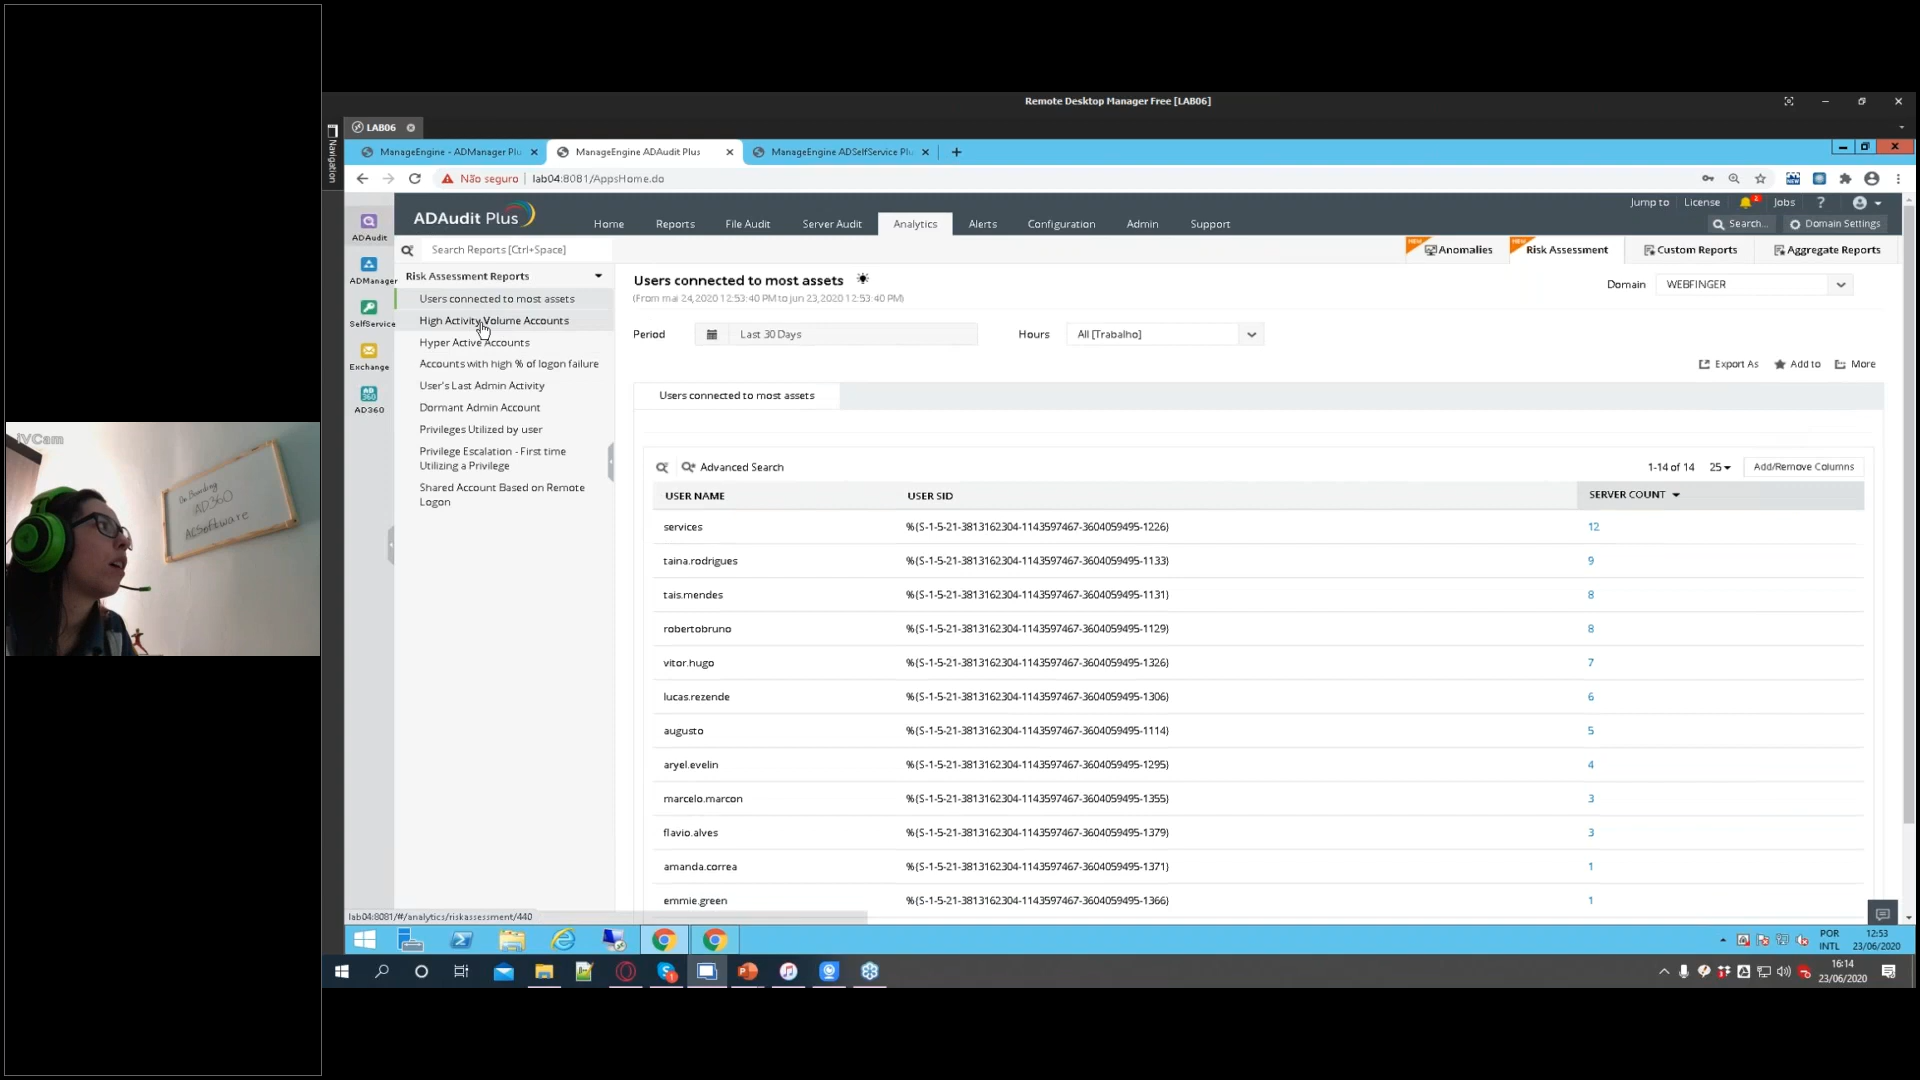 Remote Desktop Manager Free [LAB06]
LAB06
Navigation
ManageEngine - ADManager Plu
ManageEngine ADAudit Plus
ManageEngine ADSelfService Plu
Não seguro
lab04:8081/AppsHome.do
ADAudit Plus
Home
Reports
File Audit
Server Audit
Analytics
Alerts
Configuration
Admin
Support
Jump to
License
2
Jobs
?
Search...
Domain Settings
ADAudit
ADManager
SelfService
Exchange
AD360
Search Reports [Ctrl+Space]
NEW
Anomalies
NEW
Risk Assessment
Custom Reports
Aggregate Reports
Risk Assessment Reports
Users connected to most assets
High Activity Volume Accounts
Hyper Active Accounts
Accounts with high % of logon failure
User's Last Admin Activity
Dormant Admin Account
Privileges Utilized by user
Privilege Escalation - First time
Utilizing a Privilege
Shared Account Based on Remote
Logon
Users connected to most assets
(From mai 24,2020 12:53:40 PM to jun 23,2020 12:53:40 PM)
Domain
WEBFINGER
Period
Last 30 Days
Hours
All [Trabalho]
Export As
Add to
More
Users connected to most assets
Advanced Search
1-14 of 14
25
Add/Remove Columns
USER NAME USER SID SERVER COUNT
services %{S-1-5-21-3813162304-1143597467-3604059495-1226} 12
taina.rodrigues %{S-1-5-21-3813162304-1143597467-3604059495-1133} 9
tais.mendes %{S-1-5-21-3813162304-1143597467-3604059495-1131} 8
robertobruno %{S-1-5-21-3813162304-1143597467-3604059495-1129} 8
vitor.hugo %{S-1-5-21-3813162304-1143597467-3604059495-1326} 7
lucas.rezende %{S-1-5-21-3813162304-1143597467-3604059495-1306} 6
augusto %{S-1-5-21-3813162304-1143597467-3604059495-1114} 5
aryel.evelin %{S-1-5-21-3813162304-1143597467-3604059495-1295} 4
marcelo.marcon %{S-1-5-21-3813162304-1143597467-3604059495-1355} 3
flavio.alves %{S-1-5-21-3813162304-1143597467-3604059495-1379} 3
amanda.correa %{S-1-5-21-3813162304-1143597467-3604059495-1371} 1
emmie.green %{S-1-5-21-3813162304-1143597467-3604059495-1366} 1
lab04:8081/#/analytics/riskassessment/440
POR
INTL
12:53
23/06/2020
16:14
23/06/2020
iVCam
On Boarding
AD360
ACSoftware